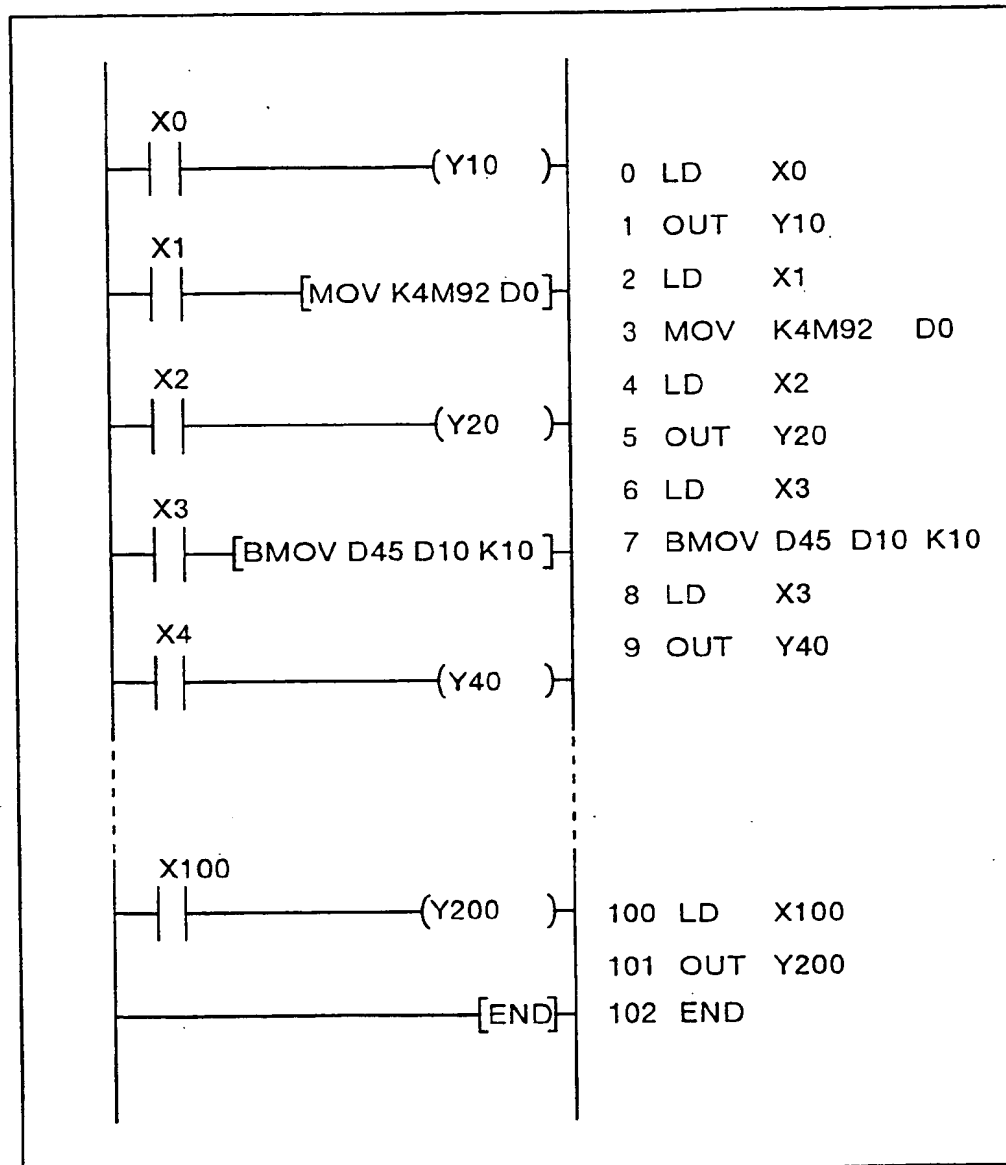 X0
(Y10 )
X1
[MOV K4M92 D0]
X2
(Y20 )
X3
[BMOV D45 D10 K10]
X4
(Y40 )
X100
(Y200 )
[END]
0 LD X0
1 OUT Y10
2 LD X1
3 MOV K4M92 D0
4 LD X2
5 OUT Y20
6 LD X3
7 BMOV D45 D10 K10
8 LD X3
9 OUT Y40
100 LD X100
101 OUT Y200
102 END